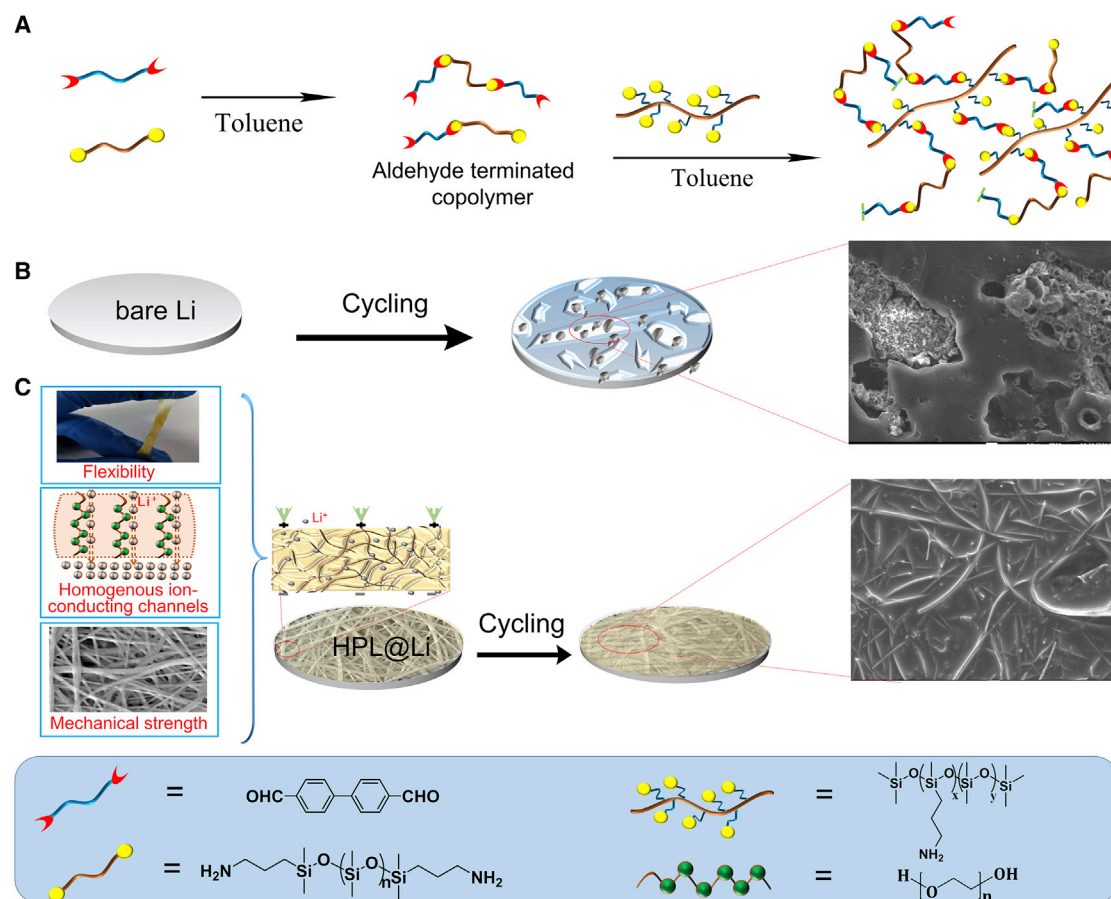 A
Toluene
Aldehyde terminated
copolymer
Toluene
B
bare Li
Cycling
C
Flexibility
Li+
Homogenous ion-
conducting channels
Mechanical strength
Li+
HPL@Li
Cycling
=
OHC
CHO
=
Si
O
Si
O
Si
O
Si
x
y
NH2
=
H2N
Si
O
Si
O
n
Si
NH2
=
H
O
n
OH